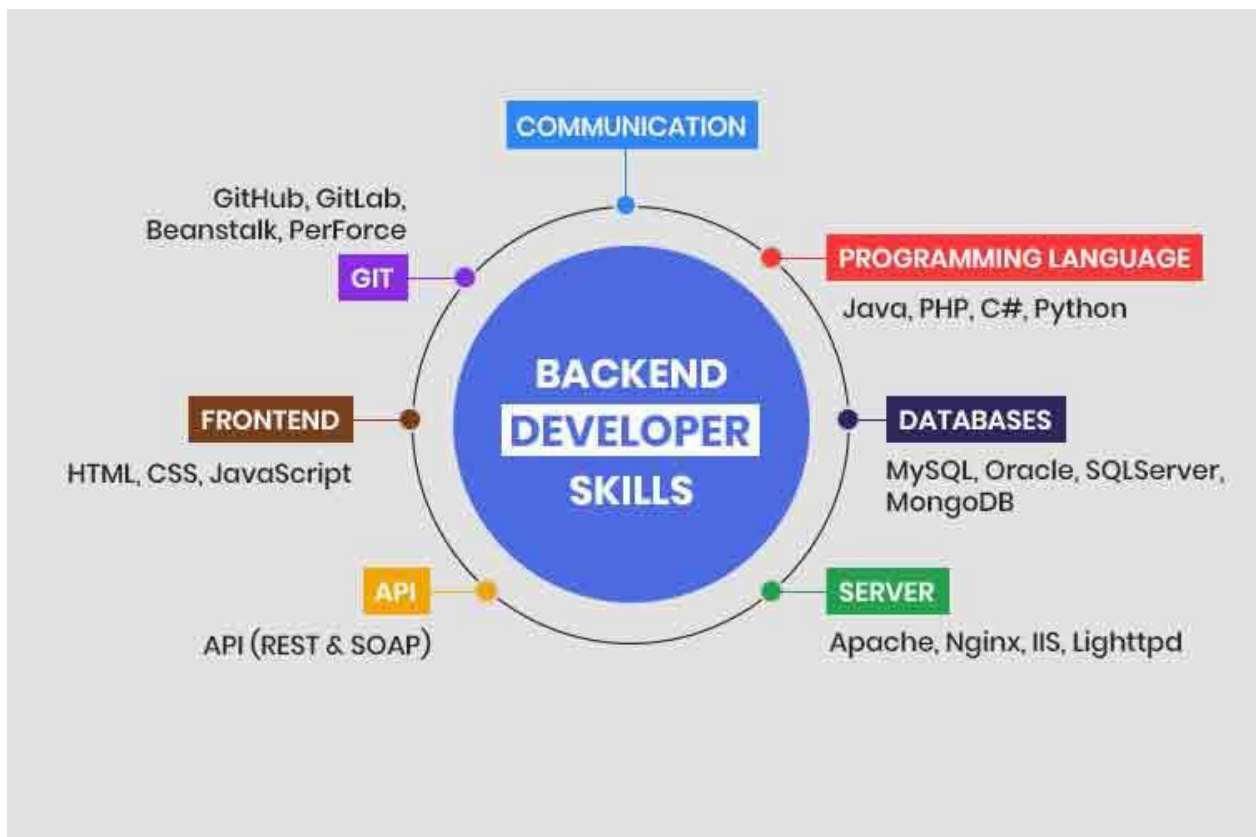 COMMUNICATION
GitHub, GitLab,
Beanstalk, PerForce
GIT
PROGRAMMING LANGUAGE
Java, PHP, C#, Python
BACKEND
DEVELOPER
SKILLS
FRONTEND
HTML, CSS, JavaScript
DATABASES
MySQL, Oracle, SQLServer,
MongoDB
API
API (REST & SOAP)
SERVER
Apache, Nginx, IIS, Lighttpd